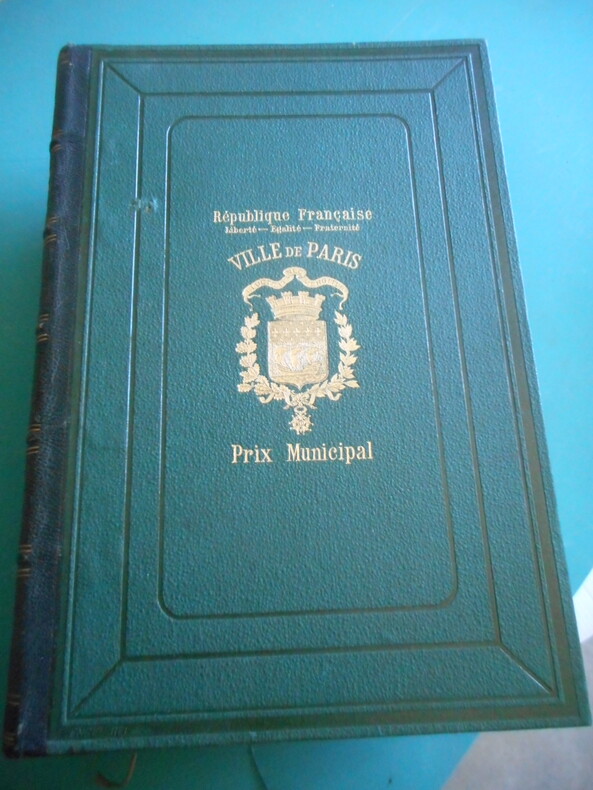 République Française
Liberté — Egalité — Fraternité
VILLE DE PARIS
Prix Municipal